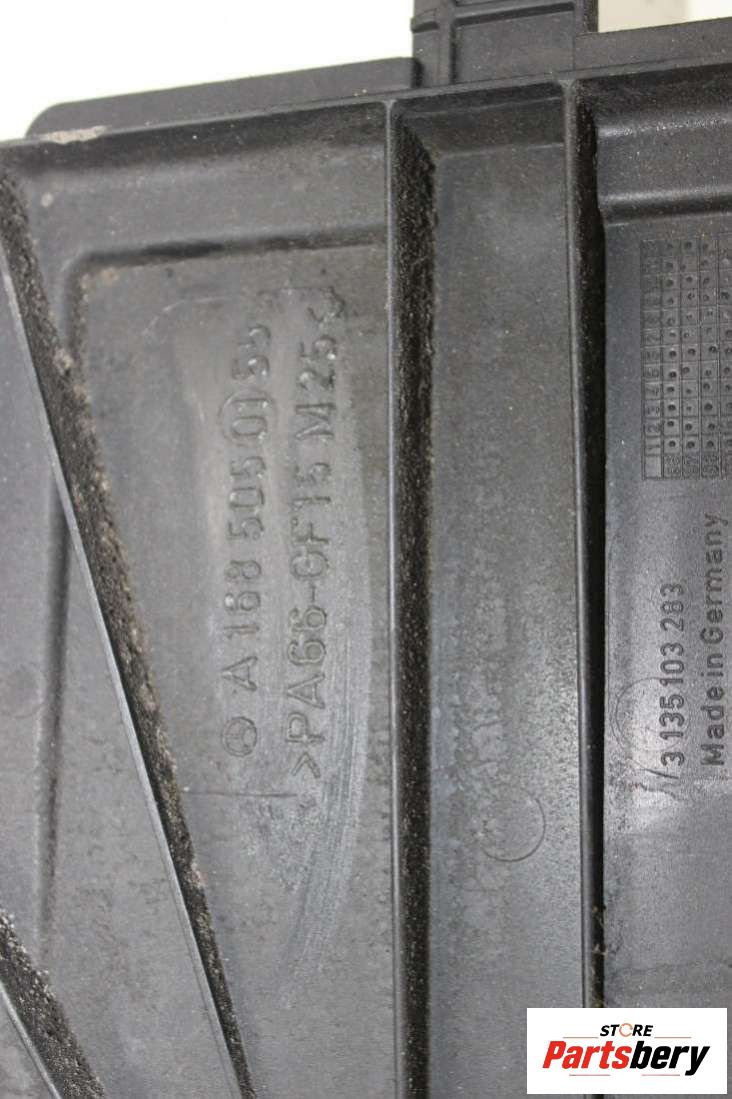 A 168 505 01 55
>PA66-GF15 M25<
3 135 103 283
Made in Germany
STORE
Partsbery